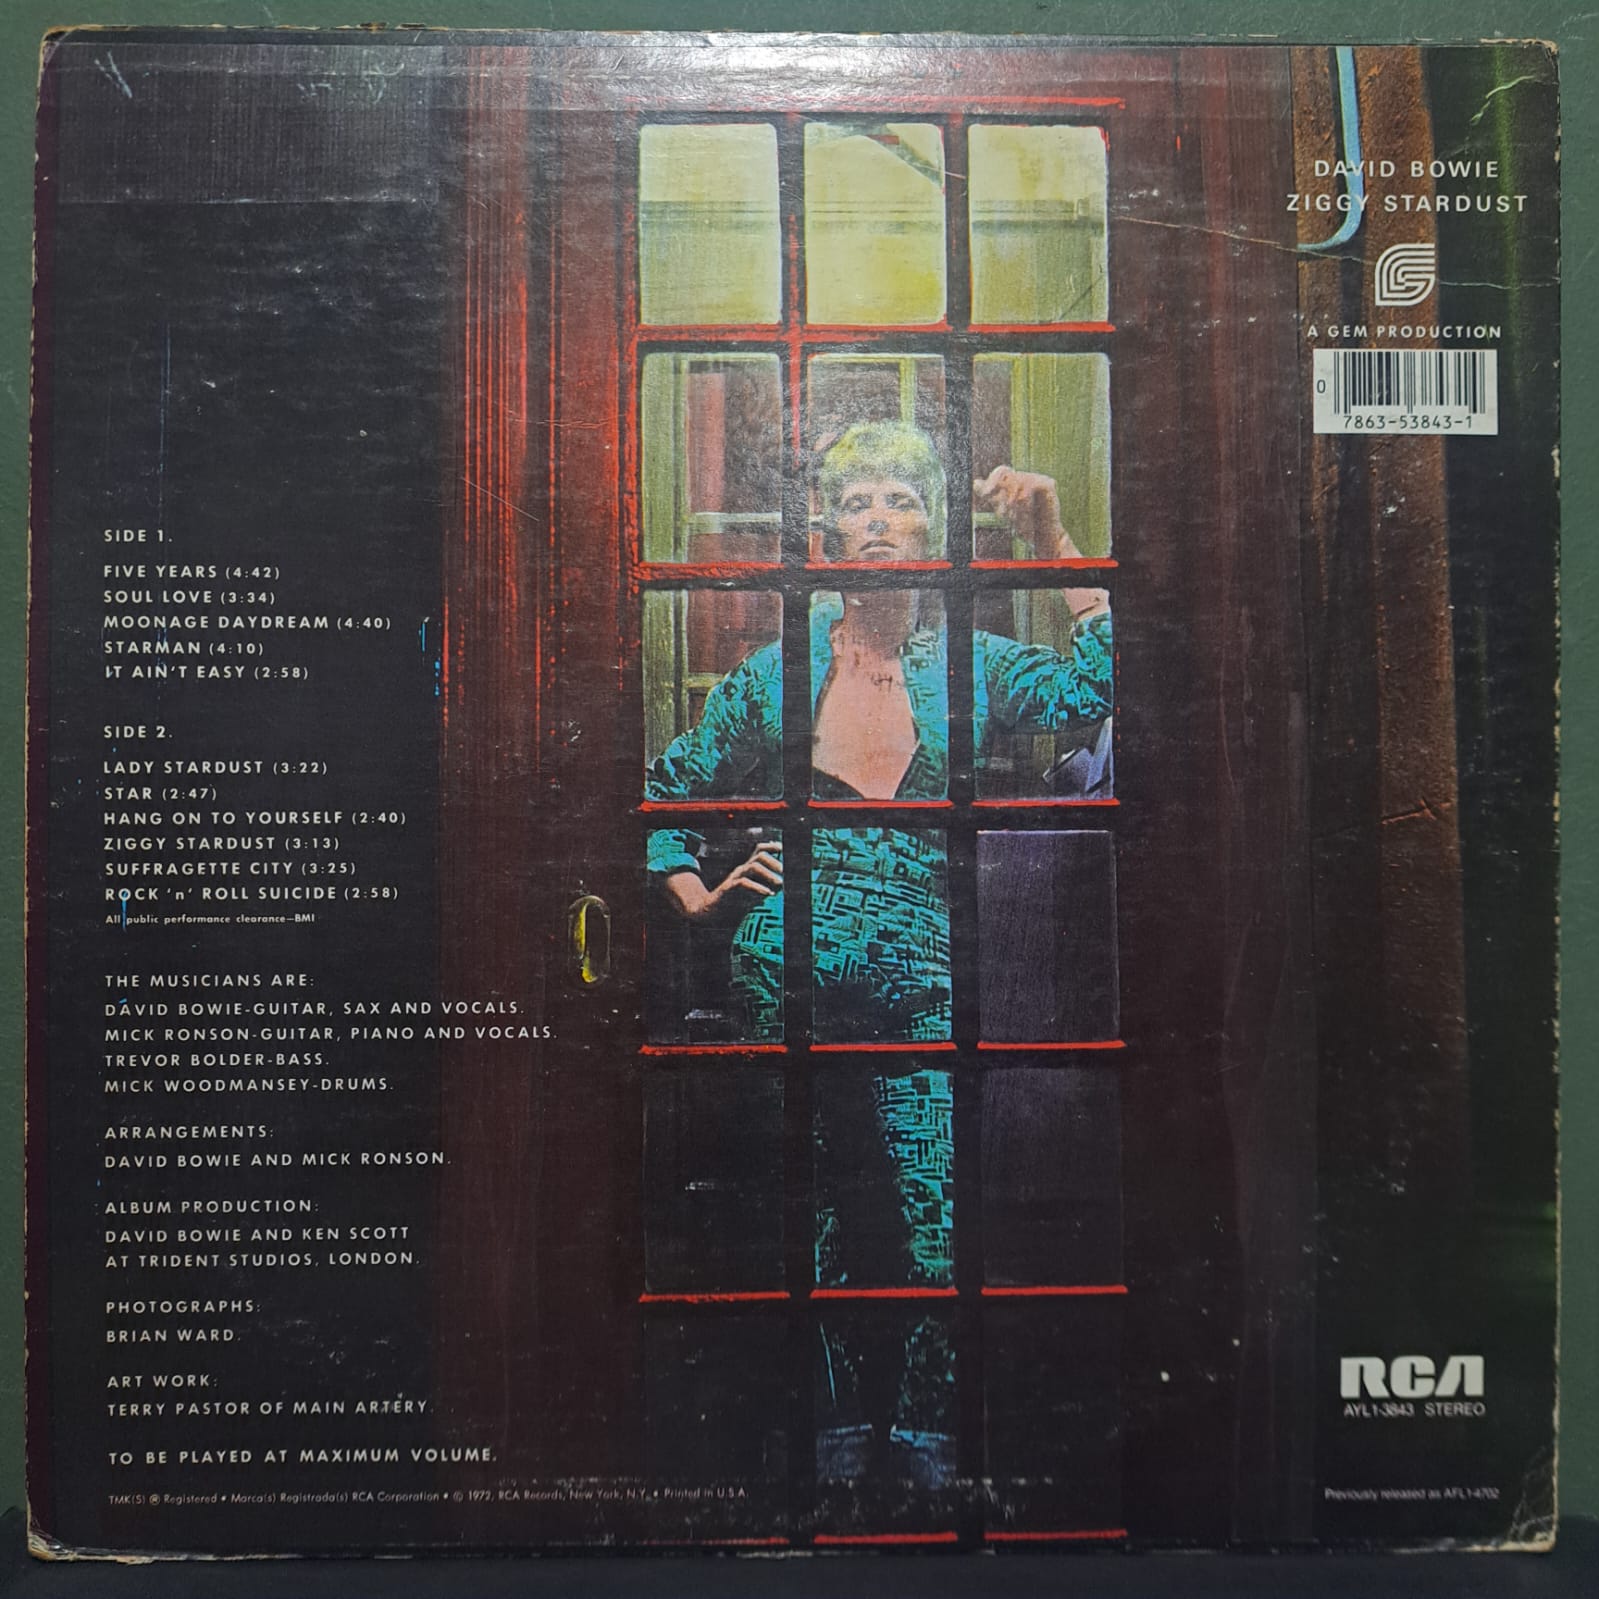 DAVID BOWIE
ZIGGY STARDUST
A GEM PRODUCTION
0
7863-53843-1
SIDE 1.
FIVE YEARS (4:42)
SOUL LOVE (3:34)
MOONAGE DAYDREAM (4:40)
STARMAN (4:10)
IT AIN'T EASY (2:58)
SIDE 2.
LADY STARDUST (3:22)
STAR (2:47)
HANG ON TO YOURSELF (2:40)
ZIGGY STARDUST (3:13)
SUFFRAGETTE CITY (3:25)
ROCK 'n' ROLL SUICIDE (2:58)
All public performance clearance—BMI
THE MUSICIANS ARE:
DAVID BOWIE-GUITAR, SAX AND VOCALS.
MICK RONSON-GUITAR, PIANO AND VOCALS.
TREVOR BOLDER-BASS.
MICK WOODMANSEY-DRUMS.
ARRANGEMENTS:
DAVID BOWIE AND MICK RONSON.
ALBUM PRODUCTION:
DAVID BOWIE AND KEN SCOTT
AT TRIDENT STUDIOS, LONDON.
PHOTOGRAPHS:
BRIAN WARD.
ART WORK:
TERRY PASTOR OF MAIN ARTERY.
TO BE PLAYED AT MAXIMUM VOLUME.
TMK(S) ® Registered • Marca(s) Registrada(s) RCA Corporation • © 1972, RCA Records, New York, N.Y. • Printed in U.S.A.
RCA
AYL1-3843 STEREO
Previously released as AFL1-4702